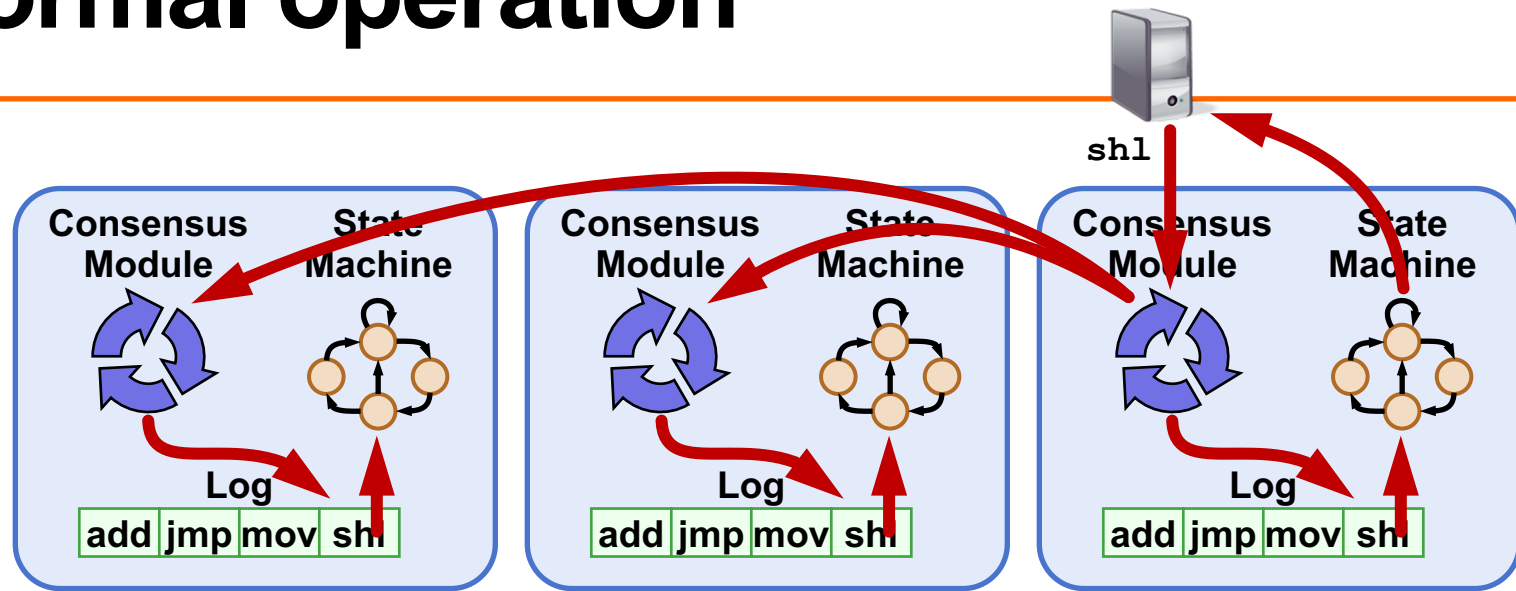 ormal operation
shl
Consensus Module
State Machine
Log
add jmp mov shl
Consensus Module
State Machine
Log
add jmp mov shl
Consensus Module
State Machine
Log
add jmp mov shl